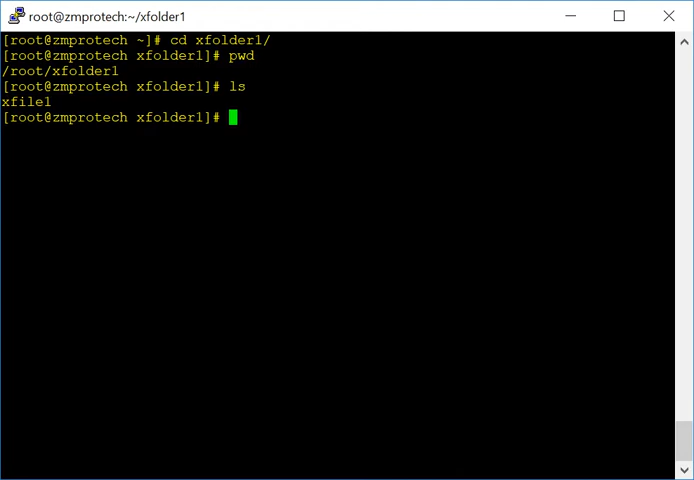 root@zmprotech:~/xfolder1
[root@zmprotech ~]# cd xfolder1/
[root@zmprotech xfolder1]# pwd
/root/xfolder1
[root@zmprotech xfolder1]# ls
xfile1
[root@zmprotech xfolder1]#